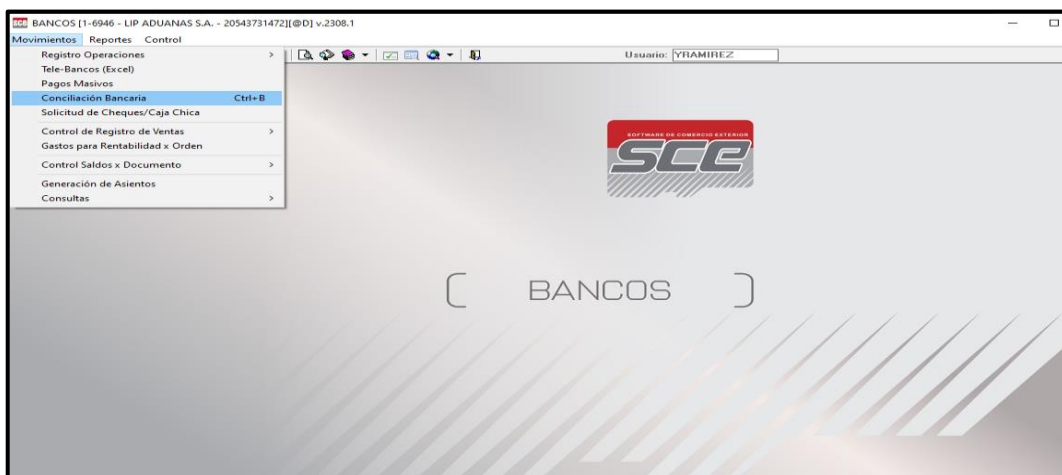 BANCOS [1-6946 - LIP ADUANAS S.A. - 20543731472][@D] v.2308.1
Movimientos Reportes Control
Usuario: YRAMIREZ
Registro Operaciones >
Tele-Bancos (Excel)
Pagos Masivos
Conciliación Bancaria Ctrl+B
Solicitud de Cheques/Caja Chica
Control de Registro de Ventas >
Gastos para Rentabilidad x Orden
Control Saldos x Documento >
Generación de Asientos
Consultas >
SOFTWARE DE COMERCIO EXTERIOR
SCE
[ BANCOS ]